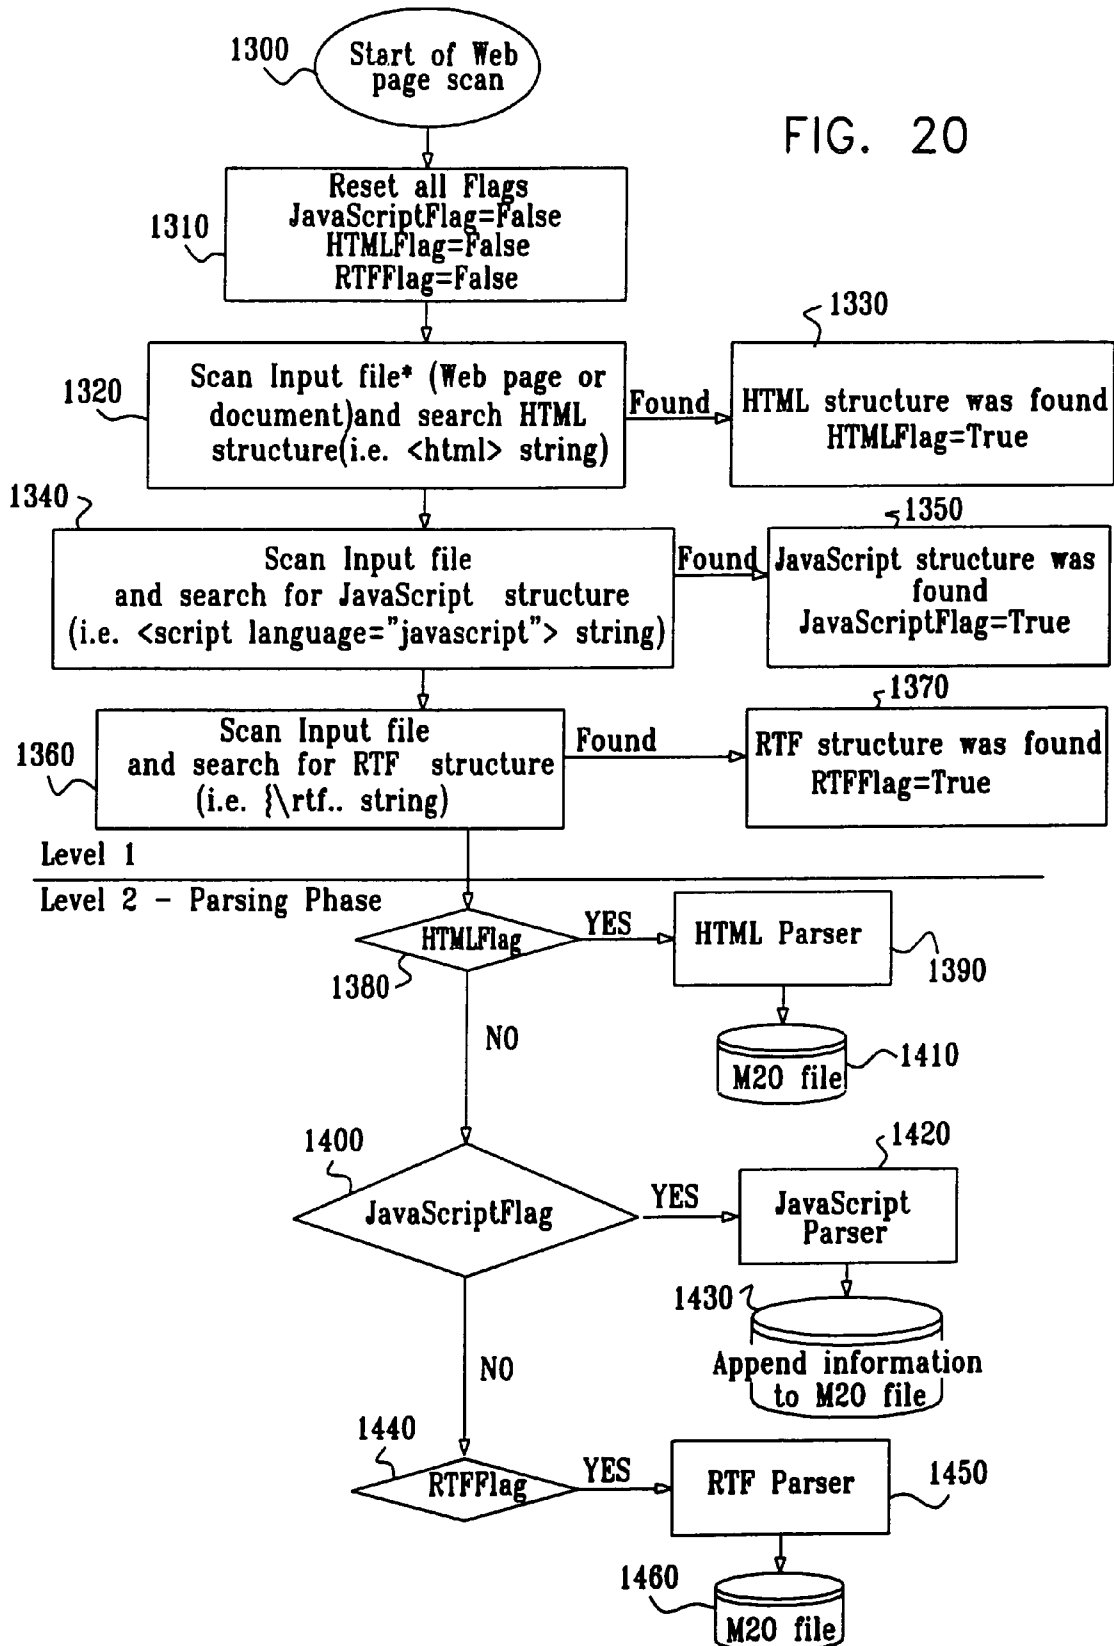 1300
Start of Web
page scan
FIG. 20
1310
Reset all Flags
JavaScriptFlag=False
HTMLFlag=False
RTFFlag=False
1320
Scan Input file* (Web page or
document)and search HTML
structure(i.e. <html> string)
Found
1330
HTML structure was found
HTMLFlag=True
1340
Scan Input file
and search for JavaScript structure
(i.e. <script language="javascript"> string)
Found
1350
JavaScript structure was
found
JavaScriptFlag=True
1360
Scan Input file
and search for RTF structure
(i.e. {\rtf.. string)
Found
1370
RTF structure was found
RTFFlag=True
Level 1
Level 2 - Parsing Phase
HTMLFlag
1380
YES
HTML Parser
1390
NO
M20 file
1410
1400
JavaScriptFlag
YES
1420
JavaScript
Parser
1430
Append information
to M20 file
NO
1440
RTFFlag
YES
RTF Parser
1450
1460
M20 file